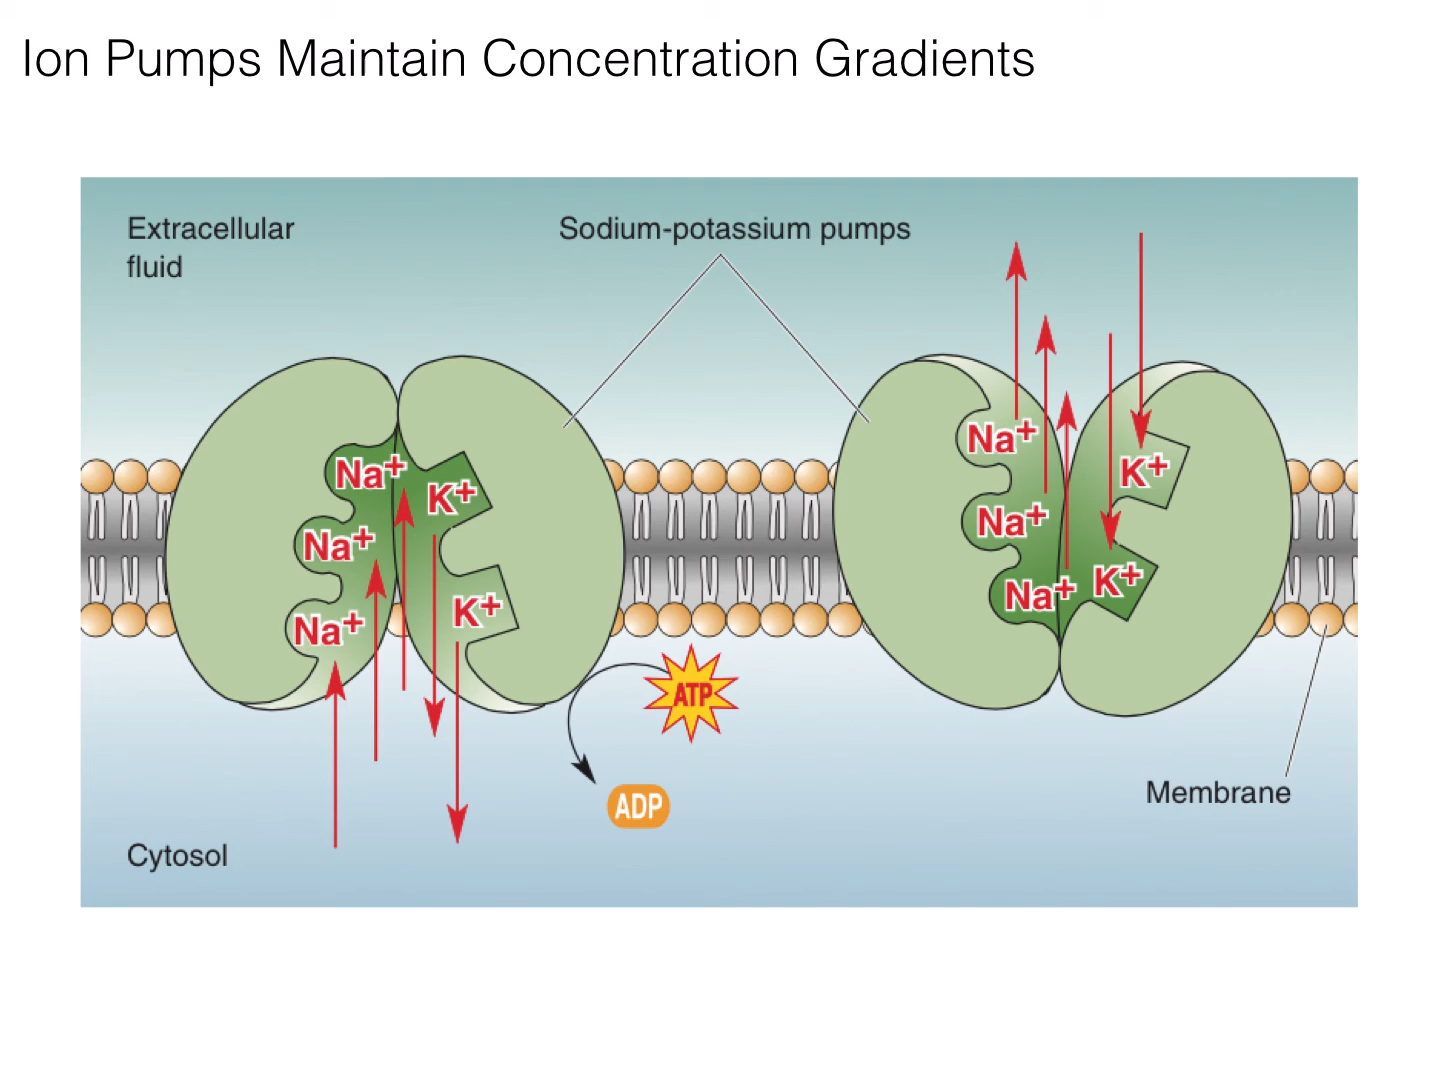 Ion Pumps Maintain Concentration Gradients
Extracellular
fluid
Sodium-potassium pumps
Na+
K+
Na+
Na+
K+
Na+
K+
Na+
Na+
K+
ATP
ADP
Membrane
Cytosol